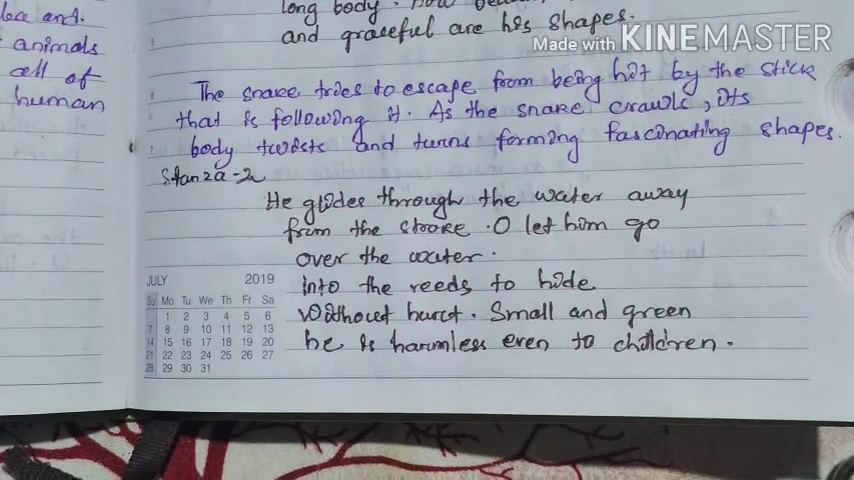 lace and.
animals
cell of
human
long body. How
and graceful are his shapes.
Made with KINEMASTER
The snake tries to escape from being hit by the stick
that is following it. As the snake crawls, its
body twists and turns forming fascinating shapes.
Stanza-2
He glides through the water away
from the stroke. O let him go
over the water.
into the reeds to hide
Without hurt. Small and green
he is harmless even to children.
JULY 2019
Su Mo Tu We Th Fr Sa
1 2 3 4 5 6
7 8 9 10 11 12 13
14 15 16 17 18 19 20
21 22 23 24 25 26 27
28 29 30 31